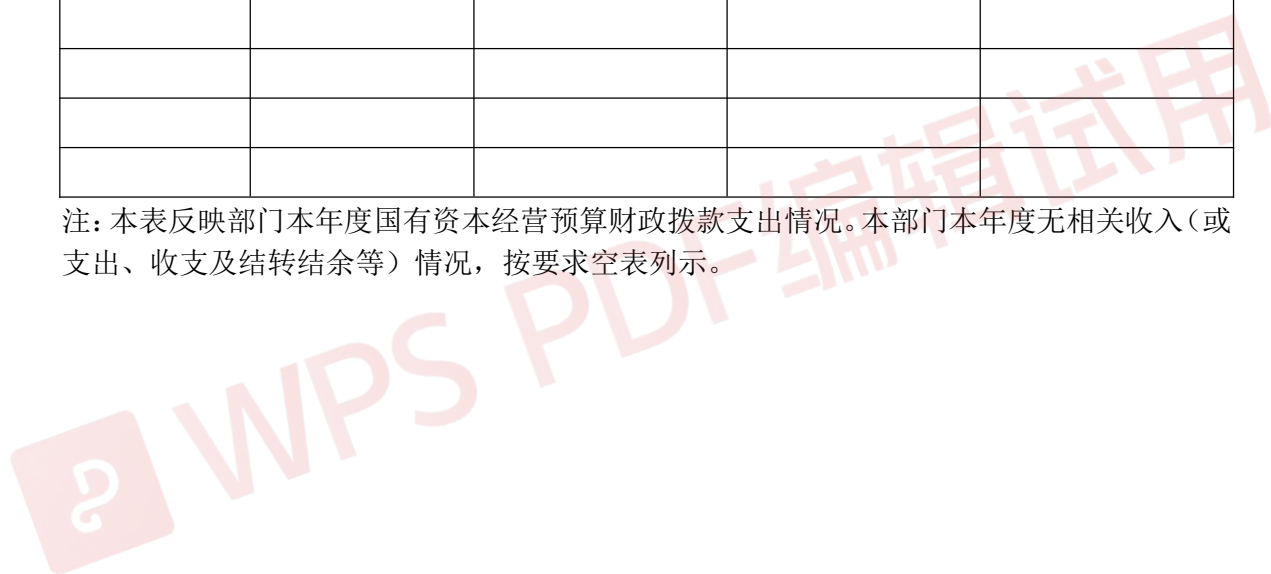 注：本表反映部门本年度国有资本经营预算财政拨款支出情况。本部门本年度无相关收入（或
支出、收支及结转结余等）情况，按要求空表列示。
WPS PDF编辑试用